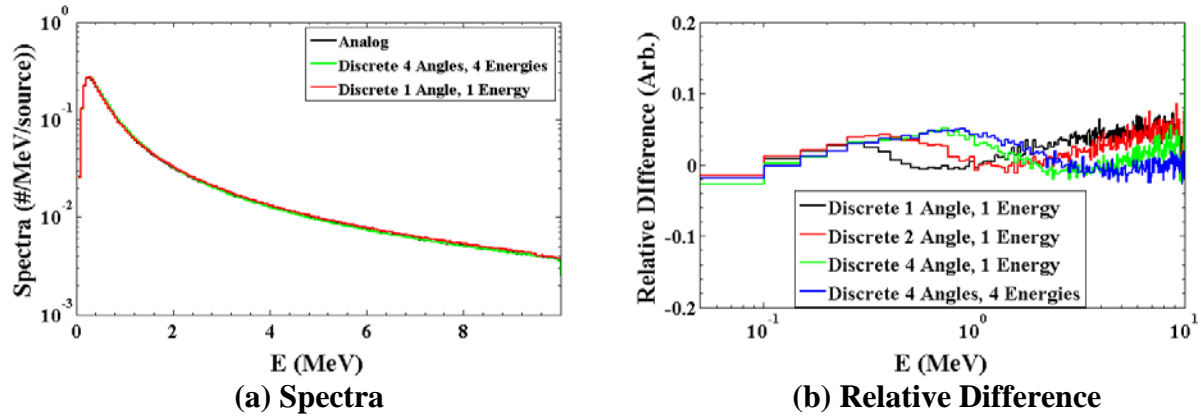 Spectra (#/MeV/source))
10^0
10^-1
10^-2
10^-3
0
2
4
6
8
E (MeV)
Analog
Discrete 4 Angles, 4 Energies
Discrete 1 Angle, 1 Energy
(a) Spectra
Relative DIfference (Arb.)
0.2
0.1
0
-0.1
-0.2
10^-1
10^0
10^1
E (MeV)
Discrete 1 Angle, 1 Energy
Discrete 2 Angle, 1 Energy
Discrete 4 Angle, 1 Energy
Discrete 4 Angles, 4 Energies
(b) Relative Difference